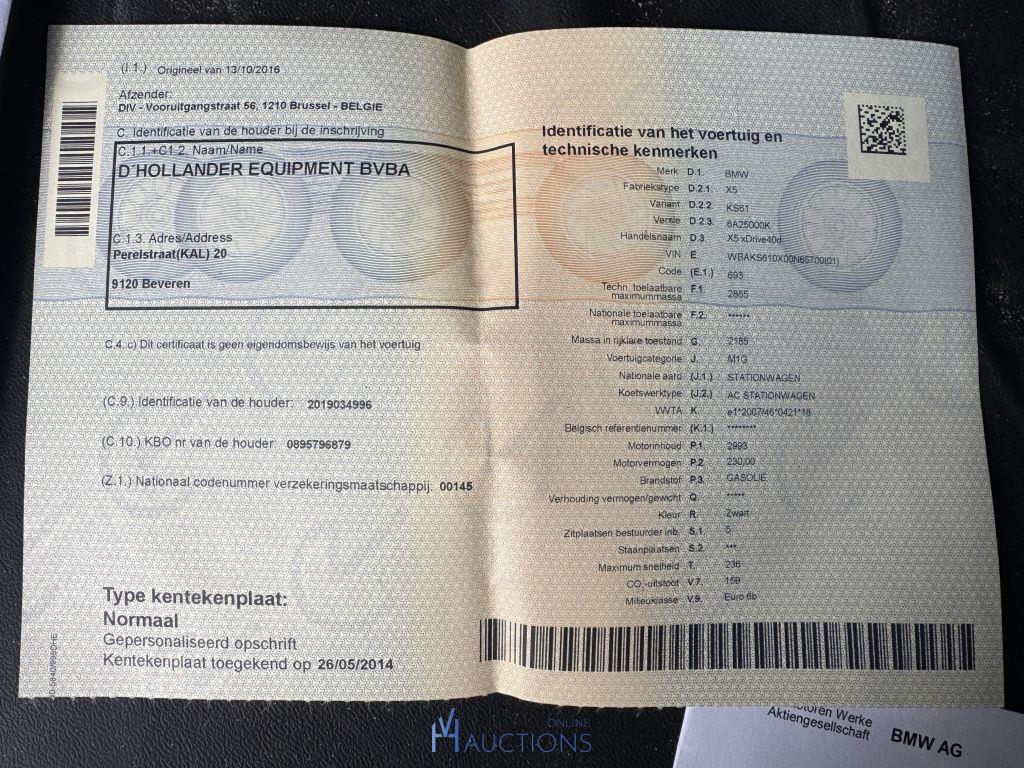 (I.1.) Origineel van 13/10/2016
Afzender:
DIV - Vooruitgangstraat 56, 1210 Brussel - BELGIE
C. Identificatie van de houder bij de inschrijving
C.1.1.+C1.2. Naam/Name
D´HOLLANDER EQUIPMENT BVBA
C.1.3. Adres/Address
Perelstraat(KAL) 20
9120 Beveren
C.4. c) Dit certificaat is geen eigendomsbewijs van het voertuig
(C.9.) Identificatie van de houder: 2019034996
(C.10.) KBO nr van de houder: 0895796879
(Z.1.) Nationaal codenummer verzekeringsmaatschappij: 00145
Type kentekenplaat:
Normaal
Gepersonaliseerd opschrift
Kentekenplaat toegekend op 26/05/2014
Identificatie van het voertuig en
technische kenmerken
Merk D.1. BMW
Fabriekstype D.2.1. X5
Variant D.2.2. KS61
Versie D.2.3. 6A25000K
Handelsnaam D.3 X5 xDrive40d
VIN E. WBAKS610X00N65700(01)
Code (E.1.) 693
Techn. toelaatbare
maximummassa F.1. 2865
Nationale toelaatbare
maximummassa F.2. ******
Massa in rijklare toestand G. 2185
Voertuigcategorie J. M1G
Nationale aard (J.1.) STATIONWAGEN
Koetswerktype (J.2.) AC STATIONWAGEN
WVTA K. e1*2007/46*0421*18
Belgisch referentienummer (K.1.) ********
Motorinhoud P.1. 2993
Motorvermogen P.2. 230,00
Brandstof P.3. GASOLIE
Verhouding vermogen/gewicht Q. *****
Kleur R. Zwart
Zitplaatsen bestuurder inb. S.1. 5
Staanplaatsen S.2. ***
Maximum snelheid T. 236
CO₂-uitstoot V.7. 159
Milieuklasse V.9. Euro 6b
VH ONLINE
AUCTIONS
Motoren Werke
Aktiengesellschaft BMW AG